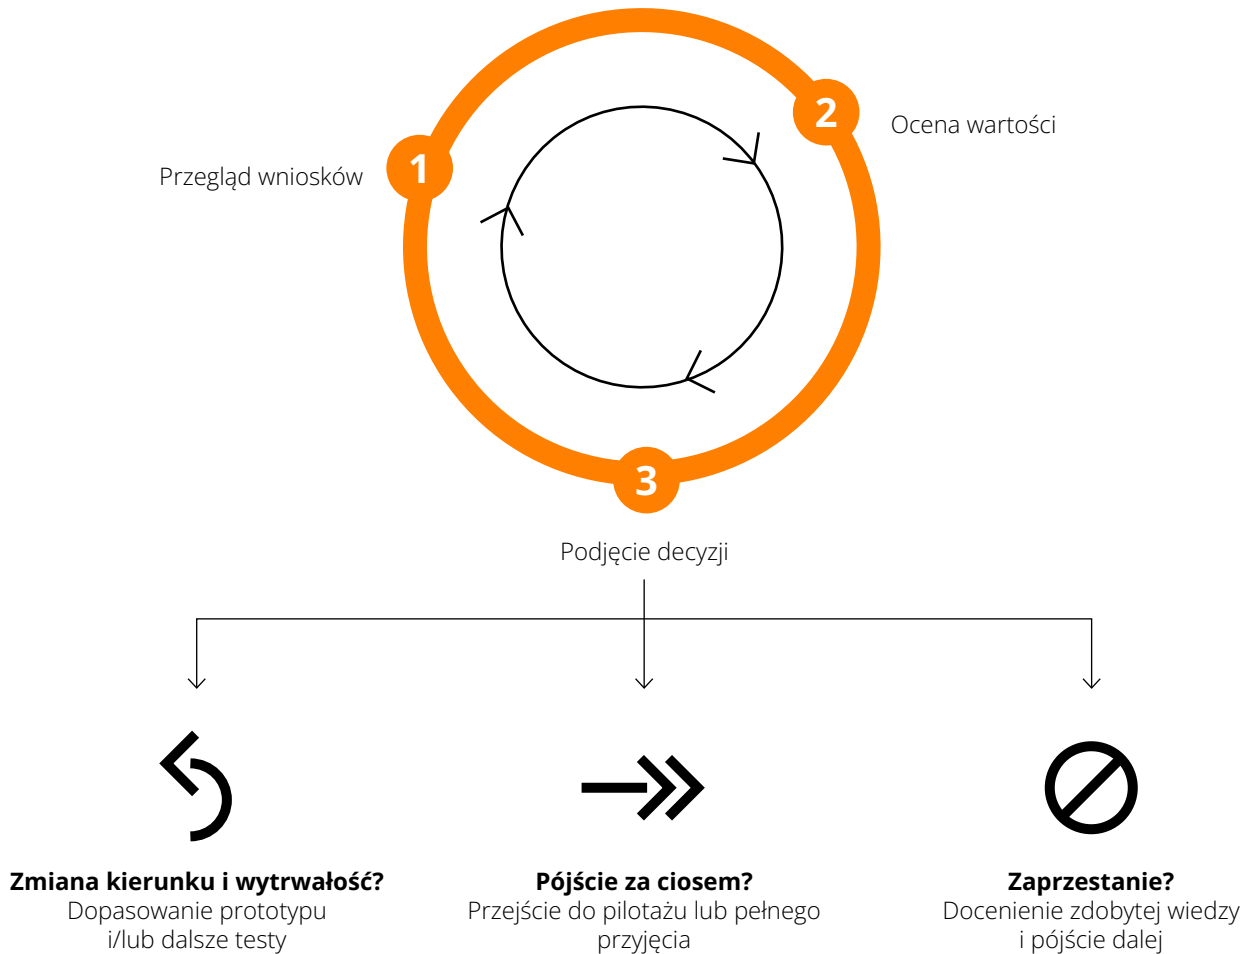 1
Przegląd wniosków
2
Ocena wartości
3
Podjęcie decyzji
Zmiana kierunku i wytrwałość?
Dopasowanie prototypu
i/lub dalsze testy
Pójście za ciosem?
Przejście do pilotażu lub pełnego
przyjęcia
Zaprzestanie?
Docenienie zdobytej wiedzy
i pójście dalej